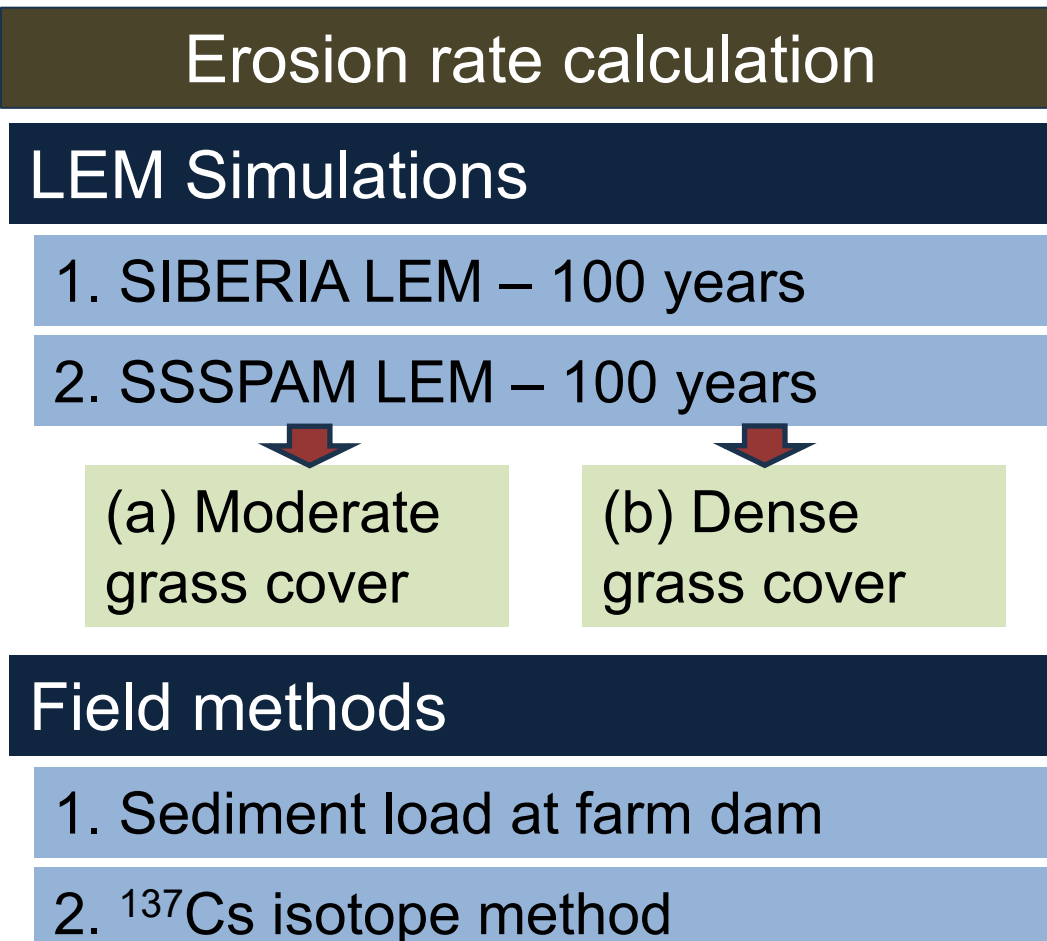 Erosion rate calculation
LEM Simulations
1. SIBERIA LEM – 100 years
2. SSSPAM LEM – 100 years
(a) Moderate
grass cover
(b) Dense
grass cover
Field methods
1. Sediment load at farm dam
2. ¹³⁷Cs isotope method